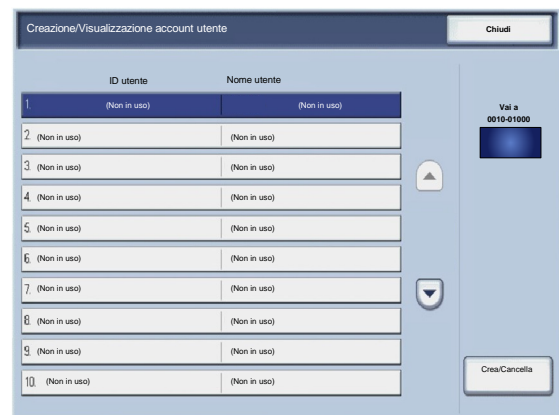 Creazione/Visualizzazione account utente
Chiudi
ID utente Nome utente
1. (Non in uso) (Non in uso)
2. (Non in uso) (Non in uso)
3. (Non in uso) (Non in uso)
4. (Non in uso) (Non in uso)
5. (Non in uso) (Non in uso)
6. (Non in uso) (Non in uso)
7. (Non in uso) (Non in uso)
8. (Non in uso) (Non in uso)
9. (Non in uso) (Non in uso)
10. (Non in uso) (Non in uso)
Vai a
0010-01000
Crea/Cancella